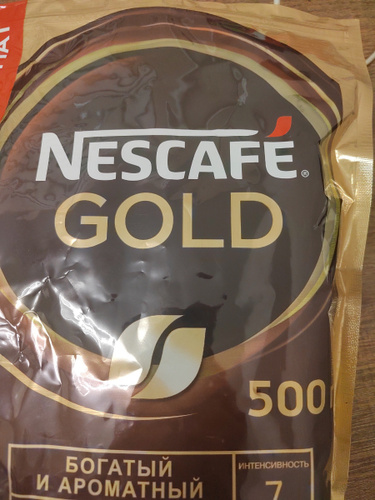 NESCAFÉ®
GOLD
500
БОГАТЫЙ
И АРОМАТНЫЙ
ИНТЕНСИВНОСТЬ
7